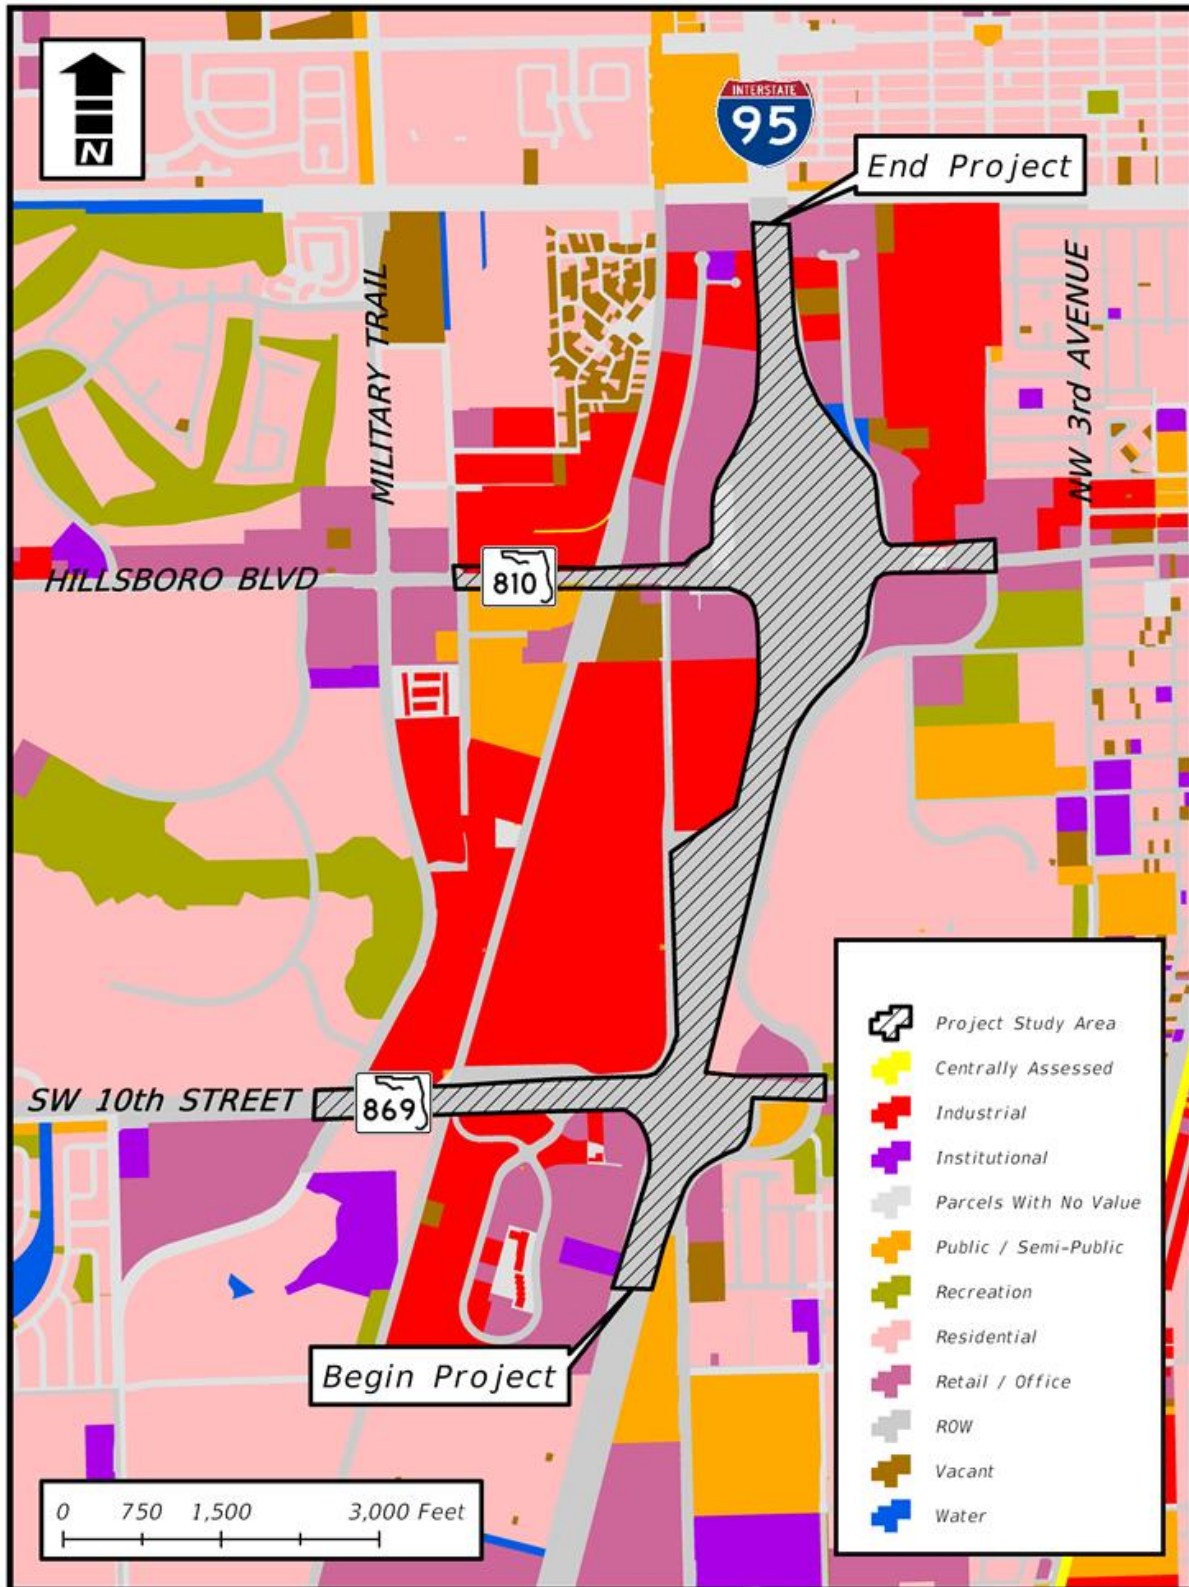 N
INTERSTATE
95
End Project
MILITARY TRAIL
NW 3rd AVENUE
HILLSBORO BLVD
810
SW 10th STREET
869
Begin Project
Project Study Area
Centrally Assessed
Industrial
Institutional
Parcels With No Value
Public / Semi-Public
Recreation
Residential
Retail / Office
ROW
Vacant
Water
0 750 1,500 3,000 Feet